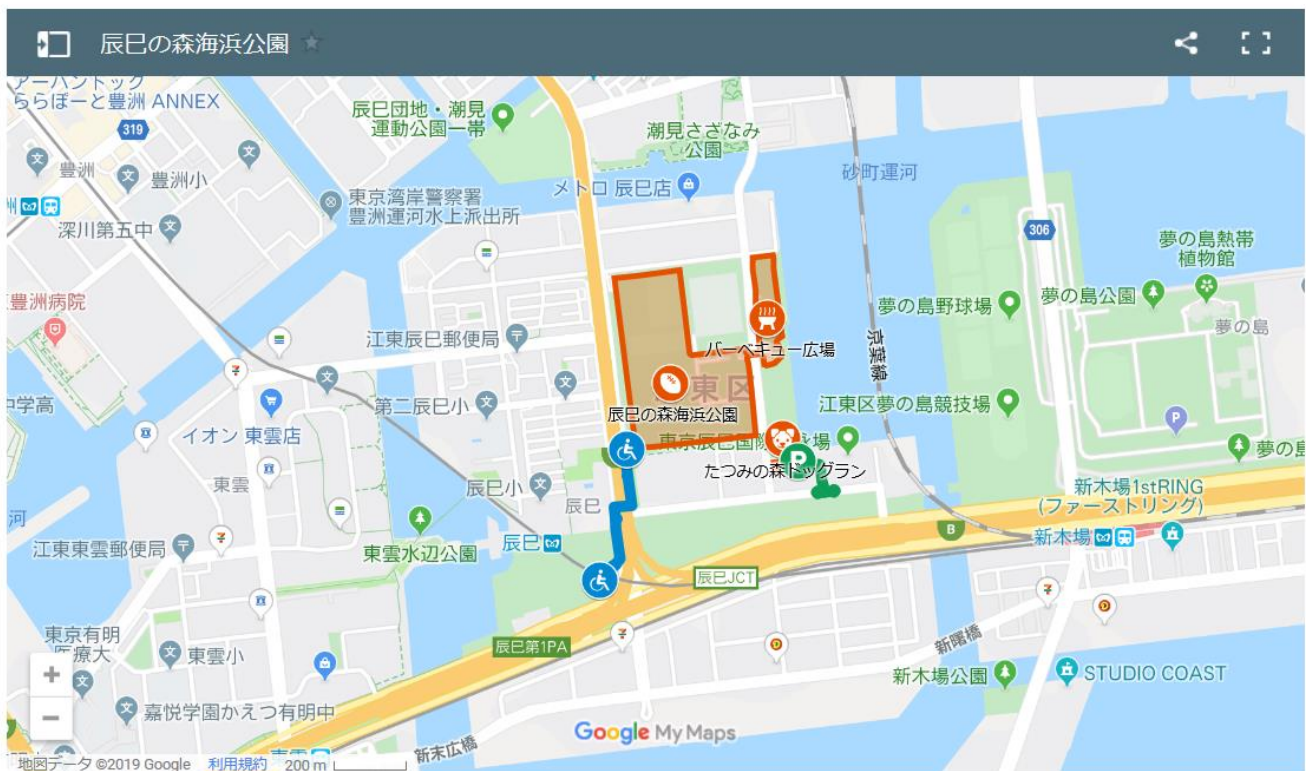 辰巳の森海浜公園
アーバンドック
ららぽーと豊洲 ANNEX
319
豊洲
豊洲小
深川第五中
辰巳団地・潮見
運動公園一帯
潮見さざなみ
公園
メトロ 辰巳店
砂町運河
東京湾岸警察署
豊洲運河水上派出所
306
夢の島熱帯
植物館
夢の島公園
夢の島
豊洲病院
江東辰巳郵便局
夢の島野球場
京葉線
バーベキュー広場
東区
中学高
第二辰巳小
辰巳の森海浜公園
江東区夢の島競技場
P
イオン 東雲店
東京辰巳国際
泳場
夢の島
たつみの森ドッグラン
P
東雲
辰巳小
辰巳
新木場1stRING
(ファーストリング)
河
B
新木場
江東東雲郵便局
東雲水辺公園
辰巳
辰巳JCT
東京有明
医療大
東雲小
辰巳第1PA
新曙橋
新木場公園
STUDIO COAST
嘉悦学園かえつ有明中
Google My Maps
新末広橋
東雲
地図データ ©2019 Google
利用規約
200 m